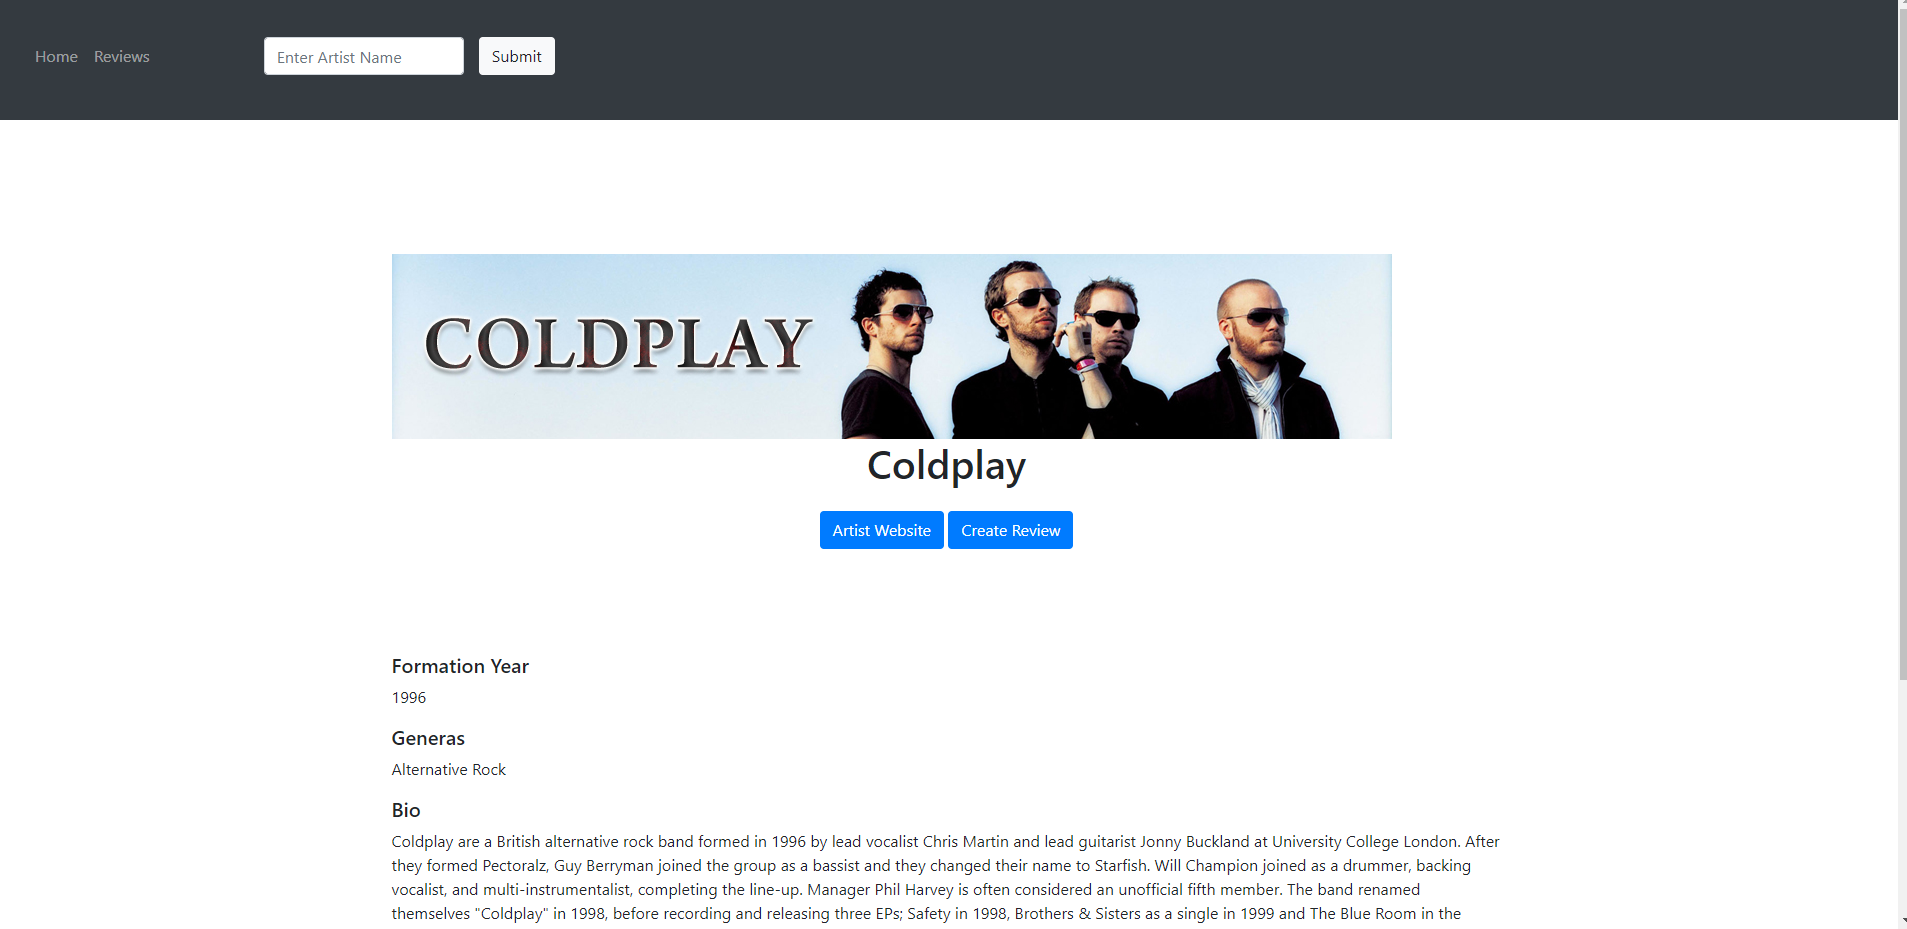 Home Reviews Enter Artist Name Submit
COLDPLAY
Coldplay
Artist Website Create Review
Formation Year
1996
Generas
Alternative Rock
Bio
Coldplay are a British alternative rock band formed in 1996 by lead vocalist Chris Martin and lead guitarist Jonny Buckland at University College London. After
they formed Pectoralz, Guy Berryman joined the group as a bassist and they changed their name to Starfish. Will Champion joined as a drummer, backing
vocalist, and multi-instrumentalist, completing the line-up. Manager Phil Harvey is often considered an unofficial fifth member. The band renamed
themselves "Coldplay" in 1998, before recording and releasing three EPs; Safety in 1998, Brothers & Sisters as a single in 1999 and The Blue Room in the